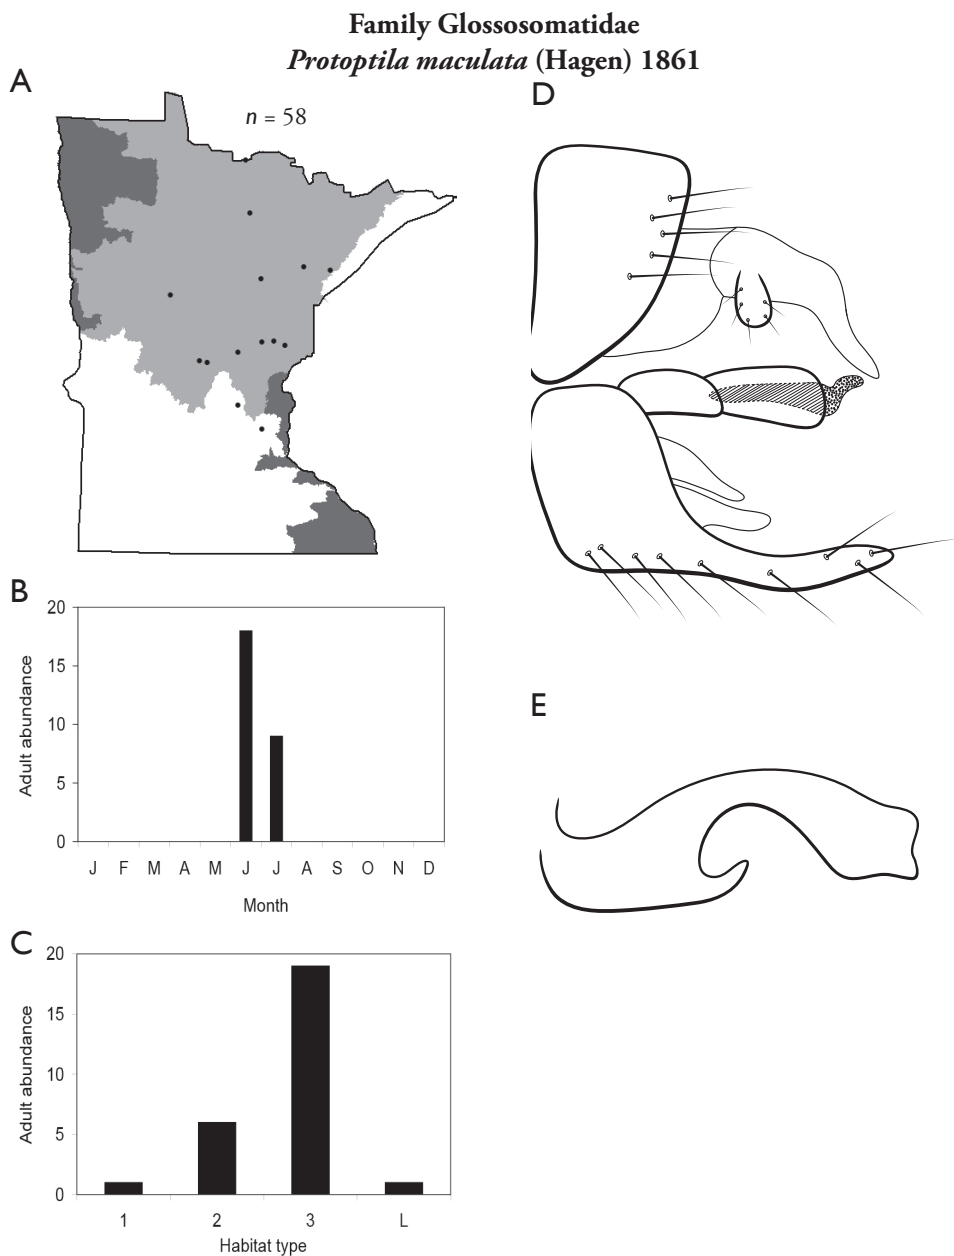 Family Glossosomatidae
Protoptila maculata (Hagen) 1861
A
n = 58
B
20
15
10
5
0
Adult abundance
J F M A M J J A S O N D
Month
C
20
15
10
5
0
Adult abundance
1 2 3 L
Habitat type
D
E